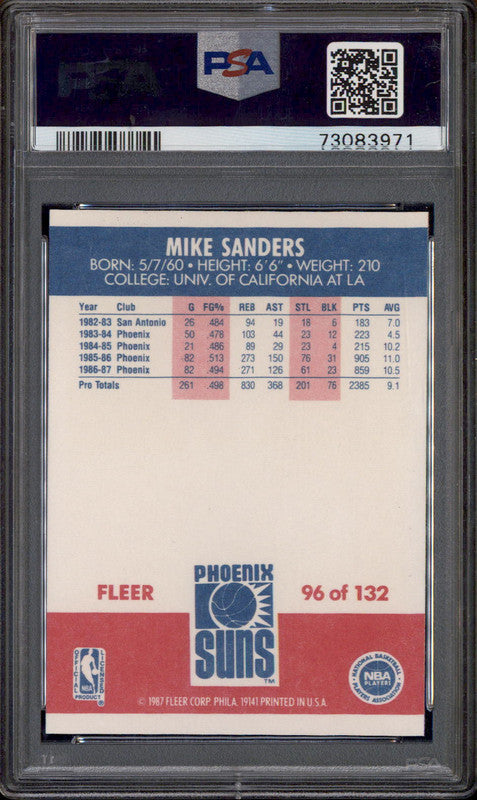 PSA
73083971
MIKE SANDERS
BORN: 5/7/60 • HEIGHT: 6'6" • WEIGHT: 210
COLLEGE: UNIV. OF CALIFORNIA AT LA
Year Club G FG% REB AST STL BLK PTS AVG
1982-83 San Antonio 26 .484 94 19 18 6 183 7.0
1983-84 Phoenix 50 .478 103 44 23 12 223 4.5
1984-85 Phoenix 21 .486 89 29 23 4 215 10.2
1985-86 Phoenix 82 .513 273 150 76 31 905 11.0
1986-87 Phoenix 82 .494 271 126 61 23 859 10.5
Pro Totals 261 .498 830 368 201 76 2385 9.1
PHOENIX
FLEER 96 of 132
SUNS TM
OFFICIAL NBA LICENSED PRODUCT
NATIONAL BASKETBALL
NBA
PLAYERS
PLAYERS ASSOCIATION
© 1987 FLEER CORP. PHILA. 19141 PRINTED IN U.S.A.
PSA